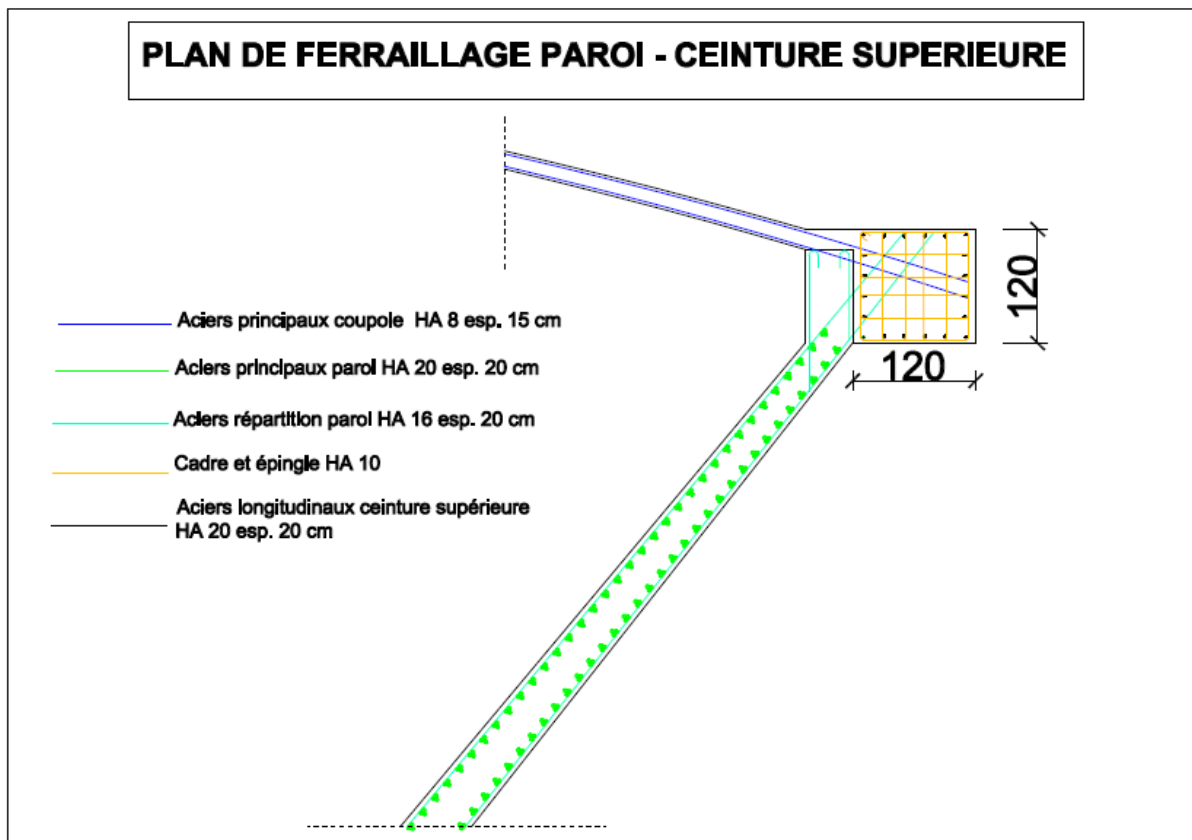 PLAN DE FERRAILLAGE PAROI - CEINTURE SUPERIEURE
Aciers principaux coupole HA 8 esp. 15 cm
Aciers principaux paroi HA 20 esp. 20 cm
Aciers répartition paroi HA 16 esp. 20 cm
Cadre et épingle HA 10
Aciers longitudinaux ceinture supérieure
HA 20 esp. 20 cm
120
120